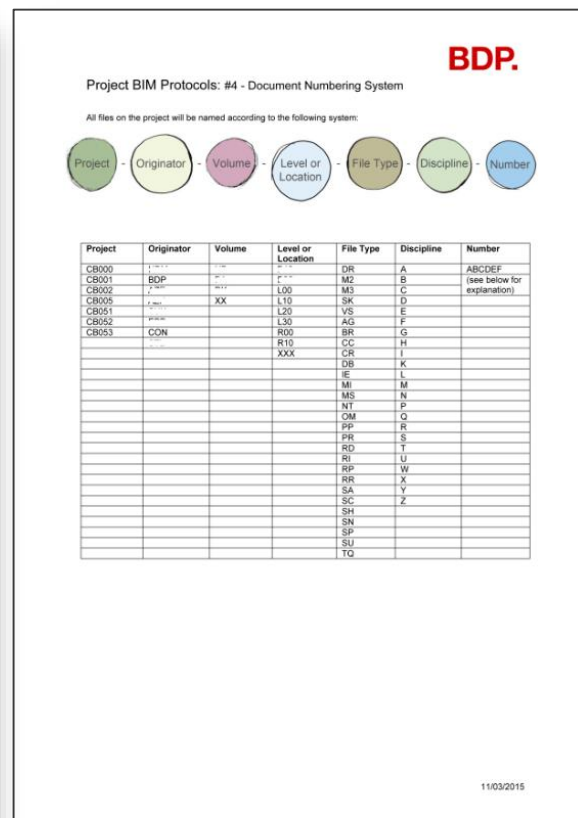 BDP.
Project BIM Protocols: #4 - Document Numbering System
All files on the project will be named according to the following system:
Project - Originator - Volume - Level or Location - File Type - Discipline - Number
Project Originator Volume Level or Location File Type Discipline Number
CB000 DR A ABCDEF
CB001 BDP M2 B (see below for
CB002 L00 M3 C explanation)
CB005 XX L10 SK D
CB051 L20 VS E
CB052 L30 AG F
CB053 CON R00 BR G
R10 CC H
XXX CR I
DB K
IE L
MI M
MS N
NT P
OM Q
PP R
PR S
RD T
RI U
RP W
RR X
SA Y
SC Z
SH
SN
SP
SU
TQ
11/03/2015